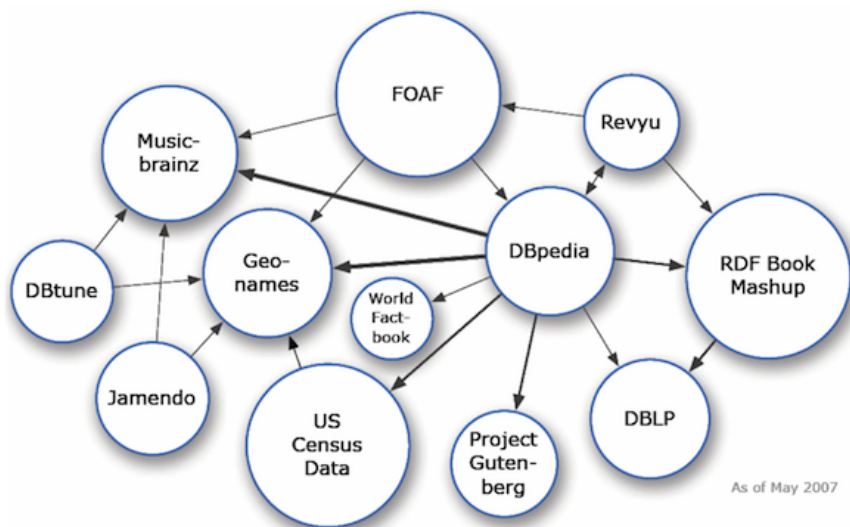 FOAF
Revyu
Music-
brainz
DBpedia
Geo-
names
RDF Book
Mashup
DBtune
World
Fact-
book
Jamendo
US
Census
Data
Project
Guten-
berg
DBLP
As of May 2007